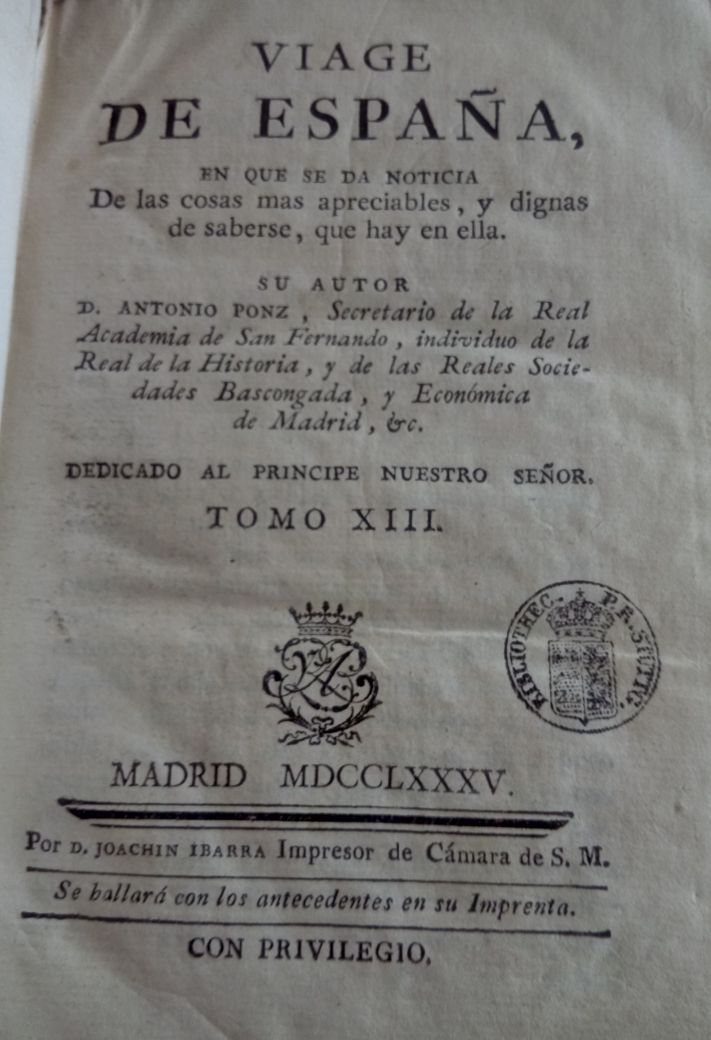 VIAGE
DE ESPAÑA,
EN QUE SE DA NOTICIA
De las cosas mas apreciables, y dignas
de saberse, que hay en ella.
SU AUTOR
D. ANTONIO PONZ, Secretario de la Real
Academia de San Fernando, individuo de la
Real de la Historia, y de las Reales Socie-
dades Bascongada, y Económica
de Madrid, &c.
DEDICADO AL PRINCIPE NUESTRO SEÑOR.
TOMO XIII.
BIBLIOTHEC. P. R. STUTTG.
MADRID MDCCLXXXV.
Por D. JOACHIN IBARRA Impresor de Cámara de S. M.
Se hallará con los antecedentes en su Imprenta.
CON PRIVILEGIO.